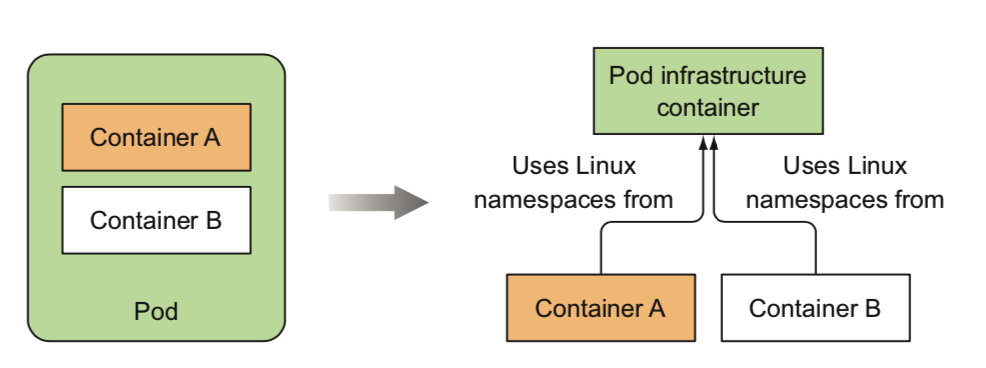 Container A
Container B
Pod
Pod infrastructure
container
Uses Linux
namespaces from
Uses Linux
namespaces from
Container A
Container B